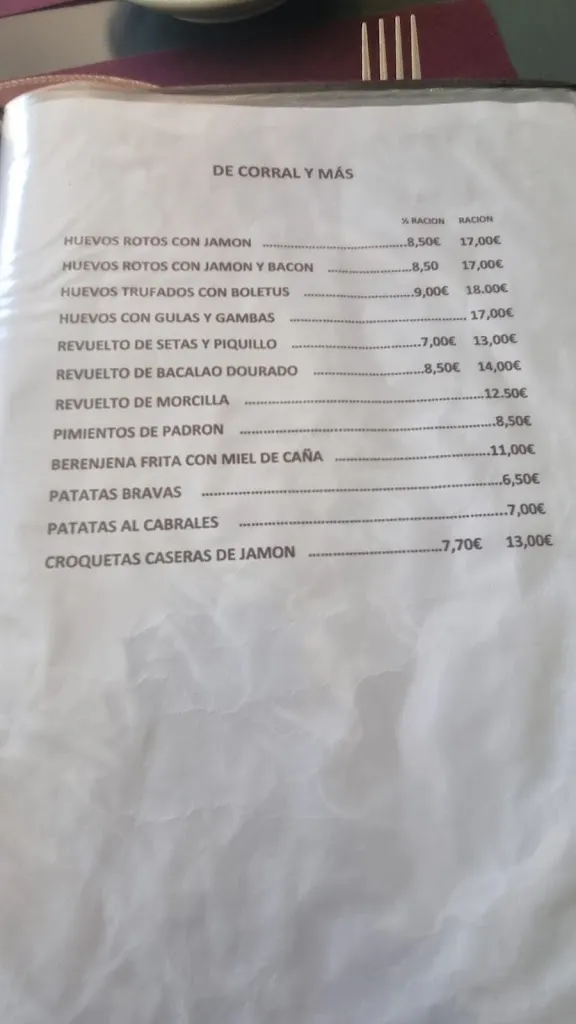 DE CORRAL Y MÁS
½ RACION RACION
HUEVOS ROTOS CON JAMON ........................................8,50€ 17,00€
HUEVOS ROTOS CON JAMON Y BACON ........................8,50 17,00€
HUEVOS TRUFADOS CON BOLETUS ................................9,00€ 18.00€
HUEVOS CON GULAS Y GAMBAS .................................................. 17,00€
REVUELTO DE SETAS Y PIQUILLO ....................................7,00€ 13,00€
REVUELTO DE BACALAO DOURADO ...............................8,50€ 14,00€
REVUELTO DE MORCILLA ...................................................................12.50€
PIMIENTOS DE PADRON .......................................................................8,50€
BERENJENA FRITA CON MIEL DE CAÑA ...........................................11,00€
PATATAS BRAVAS ...................................................................................6,50€
PATATAS AL CABRALES ..........................................................................7,00€
CROQUETAS CASERAS DE JAMON .....................................7,70€ 13,00€